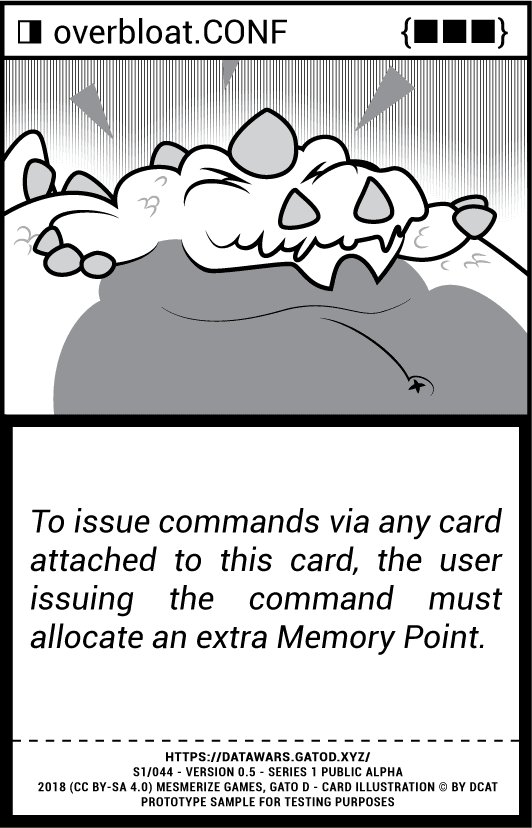 overbloat.CONF {■■■}
To issue commands via any card
attached to this card, the user
issuing the command must
allocate an extra Memory Point.
HTTPS://DATAWARS.GATOD.XYZ/
S1/044 - VERSION 0.5 - SERIES 1 PUBLIC ALPHA
2018 (CC BY-SA 4.0) MESMERIZE GAMES, GATO D - CARD ILLUSTRATION © BY DCAT
PROTOTYPE SAMPLE FOR TESTING PURPOSES